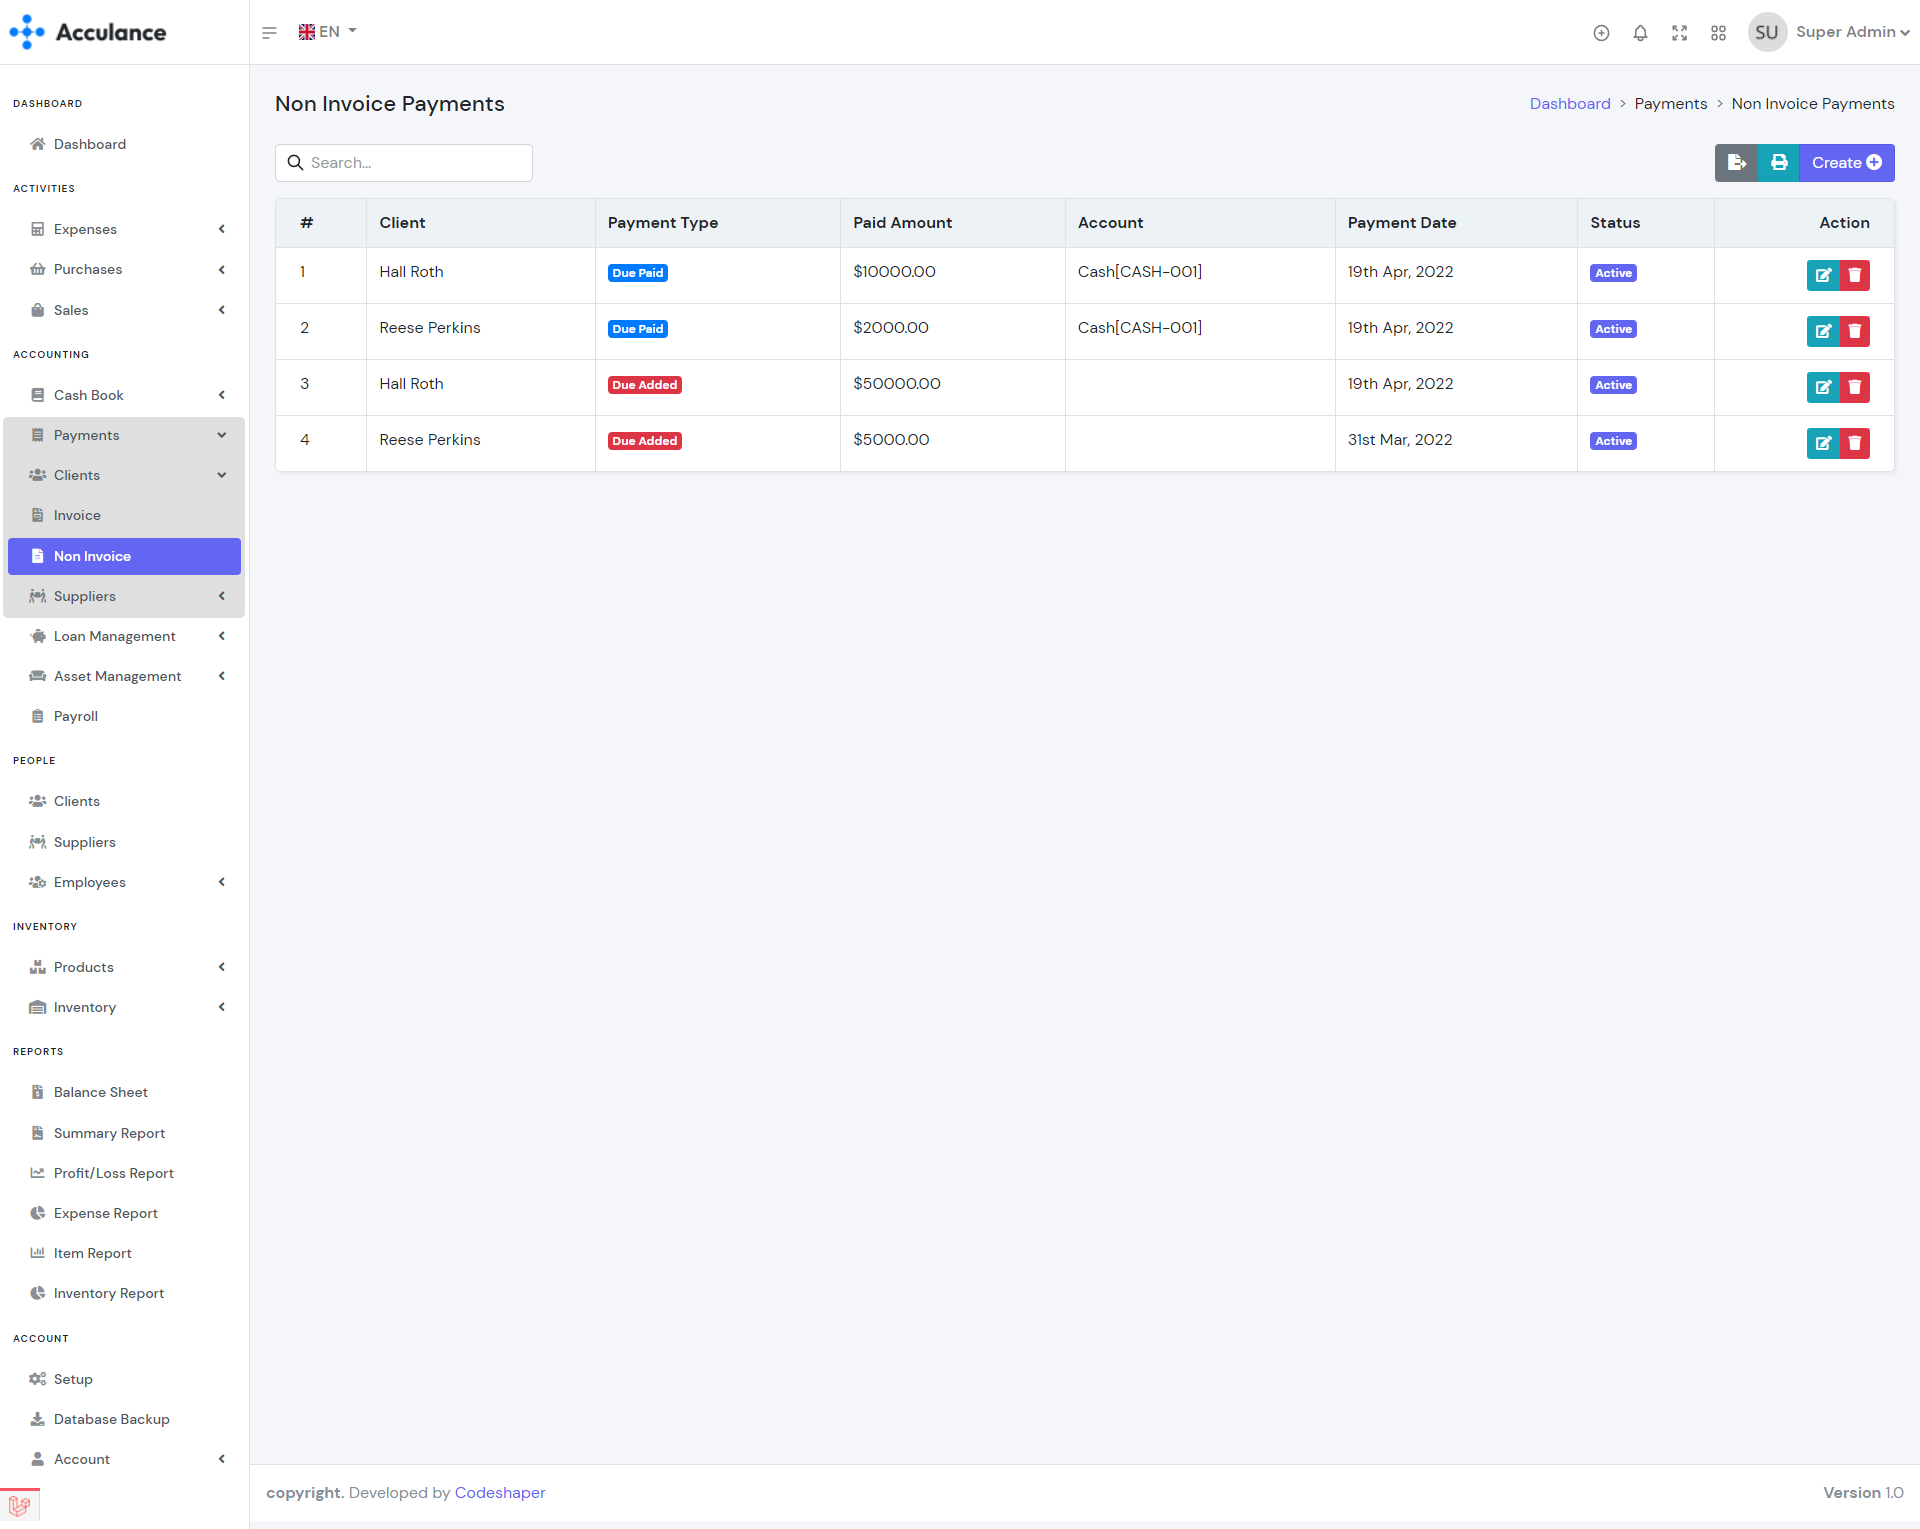 Acculance
EN
SU Super Admin
DASHBOARD
Dashboard
ACTIVITIES
Expenses
Purchases
Sales
ACCOUNTING
Cash Book
Payments
Clients
Invoice
Non Invoice
Suppliers
Loan Management
Asset Management
Payroll
PEOPLE
Clients
Suppliers
Employees
INVENTORY
Products
Inventory
REPORTS
Balance Sheet
Summary Report
Profit/Loss Report
Expense Report
Item Report
Inventory Report
ACCOUNT
Setup
Database Backup
Account
Non Invoice Payments
Dashboard > Payments > Non Invoice Payments
Search...
Create
# Client Payment Type Paid Amount Account Payment Date Status Action
1 Hall Roth Due Paid $10000.00 Cash[CASH-001] 19th Apr, 2022 Active
2 Reese Perkins Due Paid $2000.00 Cash[CASH-001] 19th Apr, 2022 Active
3 Hall Roth Due Added $50000.00 19th Apr, 2022 Active
4 Reese Perkins Due Added $5000.00 31st Mar, 2022 Active
copyright. Developed by Codeshaper
Version 1.0